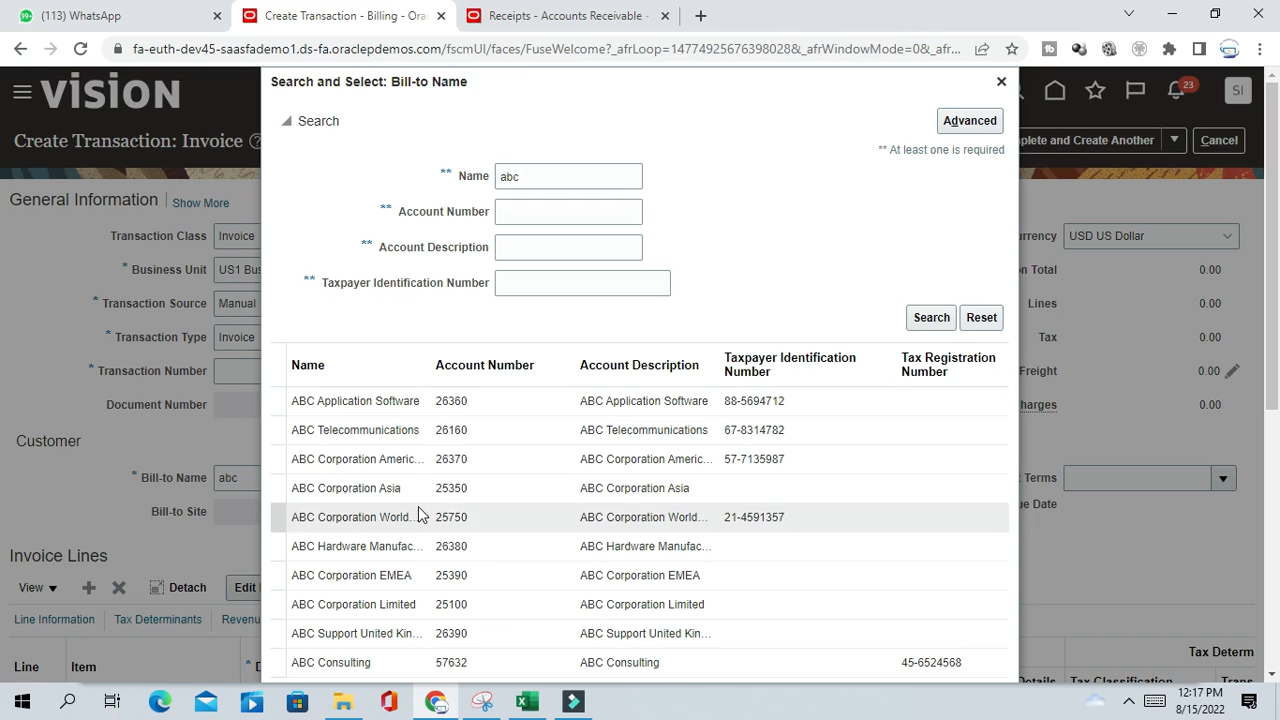 (113) WhatsApp
Create Transaction - Billing - Ora
Receipts - Accounts Receivable -
fa-euth-dev45-saasfademo1.ds-fa.oraclepdemos.com/fscmUI/faces/FuseWelcome?_afrLoop=14774925676398028&_afrWindowMode=0&_af...
vision
23
SI
Create Transaction: Invoice
plete and Create Another
Cancel
Search and Select: Bill-to Name
Search
Advanced
** At least one is required
** Name abc
** Account Number
** Account Description
** Taxpayer Identification Number
Search Reset
General Information Show More
Transaction Class Invoice
* Business Unit US1 Bus
* Transaction Source Manual
* Transaction Type Invoice
* Transaction Number
Document Number
Customer
* Bill-to Name abc
Bill-to Site
Invoice Lines
View Detach Edit
Line Information Tax Determinants Revenu
Line Item * D
urrency USD US Dollar
on Total 0.00
Lines 0.00
Tax 0.00
Freight 0.00
harges 0.00
t Terms
ue Date
Tax Determ
Details Tax Classification Trans
Name Account Number Account Description Taxpayer Identification Number Tax Registration Number
ABC Application Software 26360 ABC Application Software 88-5694712
ABC Telecommunications 26160 ABC Telecommunications 67-8314782
ABC Corporation Americ... 26370 ABC Corporation Americ... 57-7135987
ABC Corporation Asia 25350 ABC Corporation Asia
ABC Corporation World... 25750 ABC Corporation World... 21-4591357
ABC Hardware Manufac... 26380 ABC Hardware Manufac...
ABC Corporation EMEA 25390 ABC Corporation EMEA
ABC Corporation Limited 25100 ABC Corporation Limited
ABC Support United Kin... 26390 ABC Support United Kin...
ABC Consulting 57632 ABC Consulting 45-6524568
12:17 PM
8/15/2022